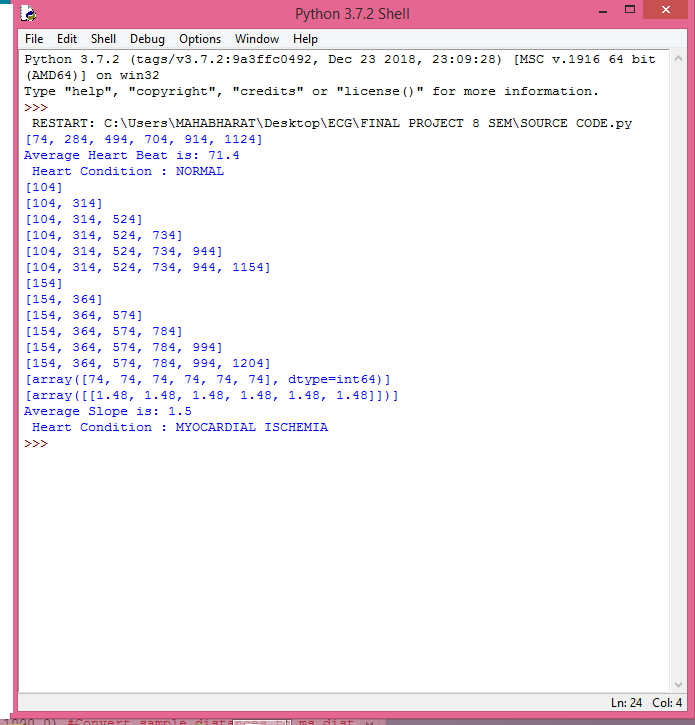 Python 3.7.2 Shell
File Edit Shell Debug Options Window Help
Python 3.7.2 (tags/v3.7.2:9a3ffc0492, Dec 23 2018, 23:09:28) [MSC v.1916 64 bit
(AMD64)] on win32
Type "help", "copyright", "credits" or "license()" for more information.
>>>
RESTART: C:\Users\MAHABHARAT\Desktop\ECG\FINAL PROJECT 8 SEM\SOURCE CODE.py
[74, 284, 494, 704, 914, 1124]
Average Heart Beat is: 71.4
Heart Condition : NORMAL
[104]
[104, 314]
[104, 314, 524]
[104, 314, 524, 734]
[104, 314, 524, 734, 944]
[104, 314, 524, 734, 944, 1154]
[154]
[154, 364]
[154, 364, 574]
[154, 364, 574, 784]
[154, 364, 574, 784, 994]
[154, 364, 574, 784, 994, 1204]
[array([74, 74, 74, 74, 74, 74], dtype=int64)]
[array([[1.48, 1.48, 1.48, 1.48, 1.48, 1.48]])]
Average Slope is: 1.5
Heart Condition : MYOCARDIAL ISCHEMIA
>>>
Ln: 24 Col: 4
#Convert sample